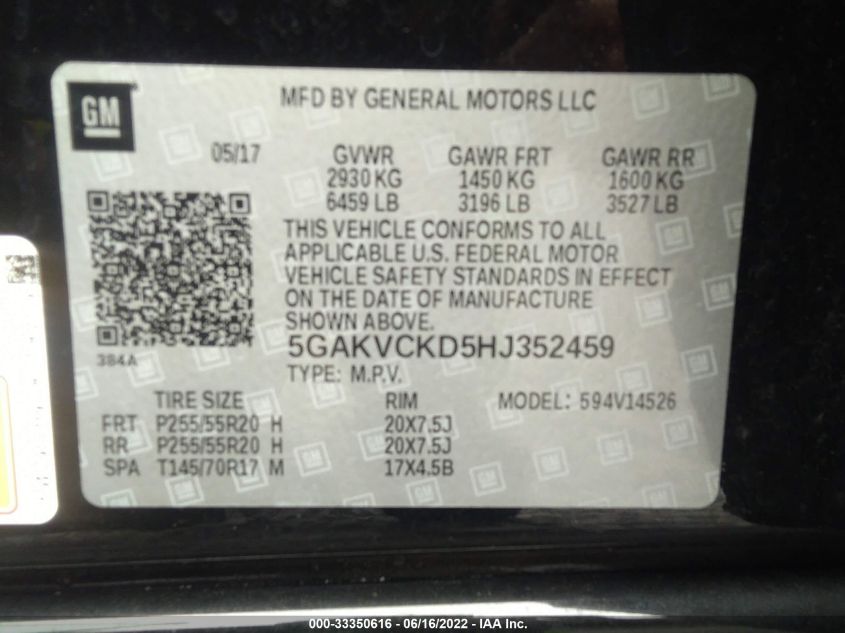 GM
MFD BY GENERAL MOTORS LLC
05/17 GVWR GAWR FRT GAWR RR
2930 KG 1450 KG 1600 KG
6459 LB 3196 LB 3527 LB
THIS VEHICLE CONFORMS TO ALL
APPLICABLE U.S. FEDERAL MOTOR
VEHICLE SAFETY STANDARDS IN EFFECT
ON THE DATE OF MANUFACTURE
SHOWN ABOVE.
384A
5GAKVCKD5HJ352459
TYPE: M.P.V.
TIRE SIZE RIM MODEL: 594V14526
FRT P255/55R20 H 20X7.5J
RR P255/55R20 H 20X7.5J
SPA T145/70R17 M 17X4.5B
000-33350616 - 06/16/2022 - IAA Inc.